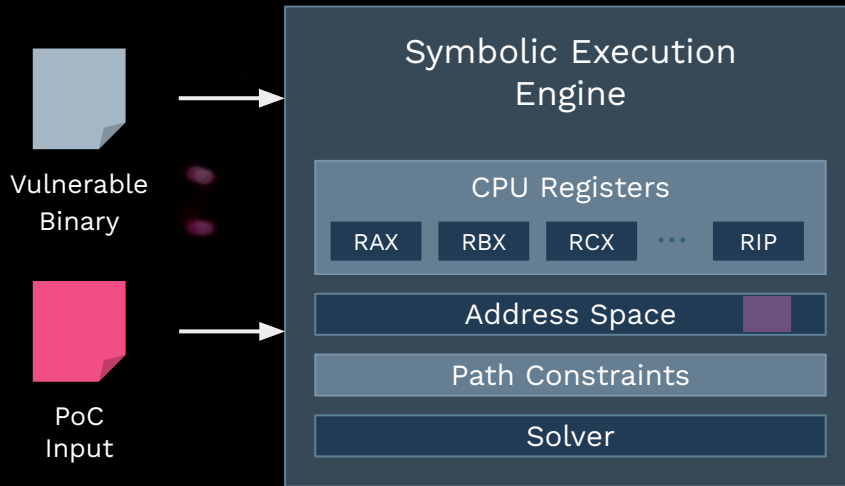 Symbolic Execution
Engine
Vulnerable
Binary
CPU Registers
RAX RBX RCX ... RIP
Address Space
Path Constraints
PoC
Input
Solver